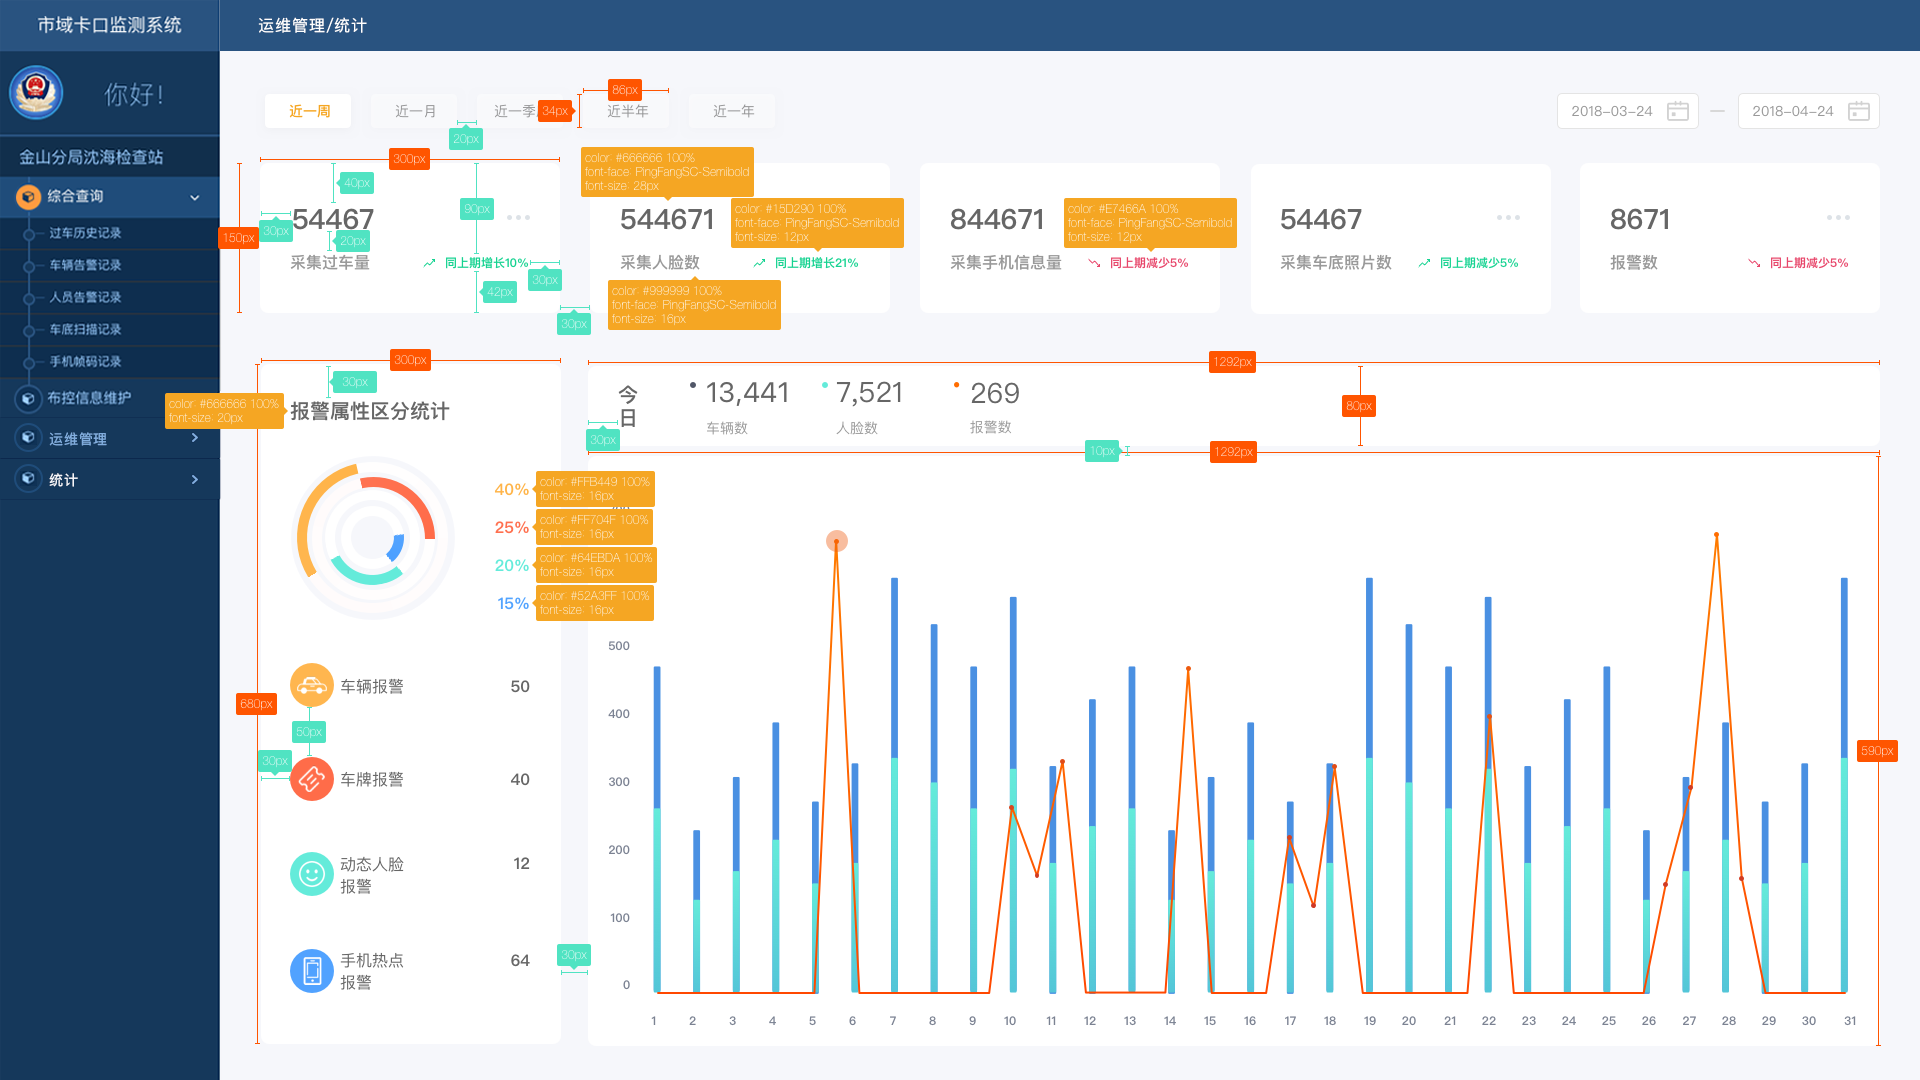 市域卡口监测系统
运维管理/统计
你好!
金山分局沈海检查站
综合查询
过车历史记录
车辆告警记录
人员告警记录
车底扫描记录
手机帧码记录
布控信息维护
运维管理
统计
近一周
近一月
近一季
34px
86px
近半年
近一年
2018-03-24
2018-04-24
20px
300px
40px
90px
54467
30px
20px
150px
采集过车量
同上期增长10%
30px
42px
30px
color: #666666 100%
font-face: PingFangSC-Semibold
font-size: 28px
544671
color: #15D290 100%
font-face: PingFangSC-Semibold
font-size: 12px
采集人脸数
同上期增长21%
color: #999999 100%
font-face: PingFangSC-Semibold
font-size: 16px
844671
color: #E7466A 100%
font-face: PingFangSC-Semibold
font-size: 12px
采集手机信息量
同上期减少5%
54467
采集车底照片数
同上期减少5%
8671
报警数
同上期减少5%
300px
30px
color: #666666 100%
font-size: 20px
报警属性区分统计
40%
color: #FFB449 100%
font-size: 16px
25%
color: #FF704F 100%
font-size: 16px
20%
color: #64EBDA 100%
font-size: 16px
15%
color: #52A3FF 100%
font-size: 16px
680px
车辆报警
50
50px
30px
车牌报警
40
动态人脸
报警
12
手机热点
报警
64
30px
1292px
今
日
13,441
车辆数
7,521
人脸数
269
报警数
80px
30px
10px
1292px
590px
500
400
300
200
100
0
1
2
3
4
5
6
7
8
9
10
11
12
13
14
15
16
17
18
19
20
21
22
23
24
25
26
27
28
29
30
31